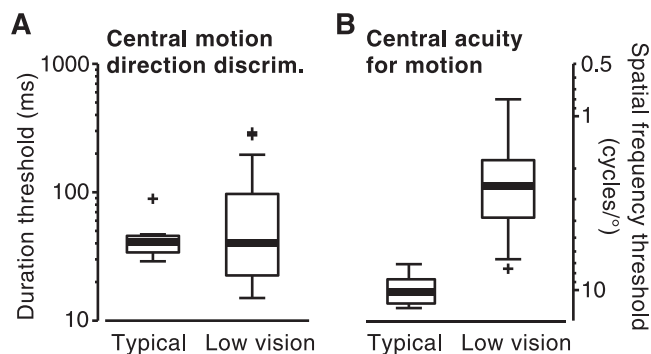 A
Central motion
direction discrim.
Duration threshold (ms)
1000
100
10
Typical
Low vision
B
Central acuity
for motion
0.5
1
10
Spatial frequency threshold
(cycles/°)
Typical
Low vision